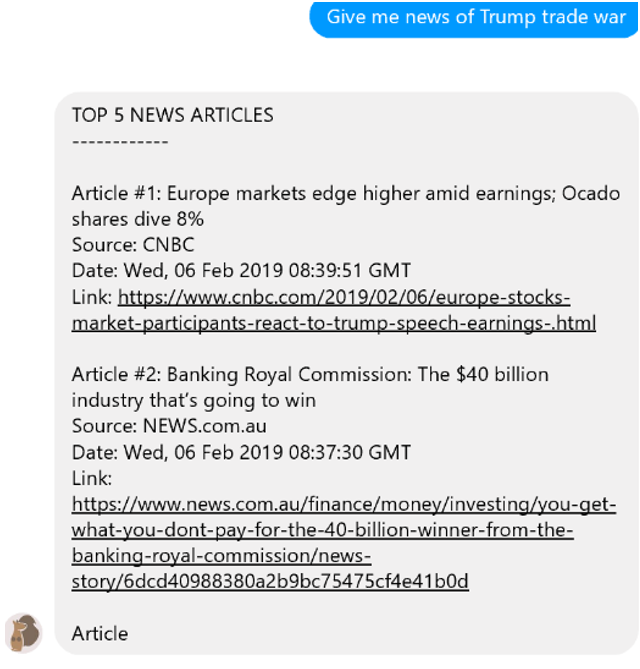 Give me news of Trump trade war
TOP 5 NEWS ARTICLES
------------
Article #1: Europe markets edge higher amid earnings; Ocado
shares dive 8%
Source: CNBC
Date: Wed, 06 Feb 2019 08:39:51 GMT
Link: https://www.cnbc.com/2019/02/06/europe-stocks-
market-participants-react-to-trump-speech-earnings-.html
Article #2: Banking Royal Commission: The $40 billion
industry that's going to win
Source: NEWS.com.au
Date: Wed, 06 Feb 2019 08:37:30 GMT
Link:
https://www.news.com.au/finance/money/investing/you-get-
what-you-dont-pay-for-the-40-billion-winner-from-the-
banking-royal-commission/news-
story/6dcd40988380a2b9bc75475cf4e41b0d
Article